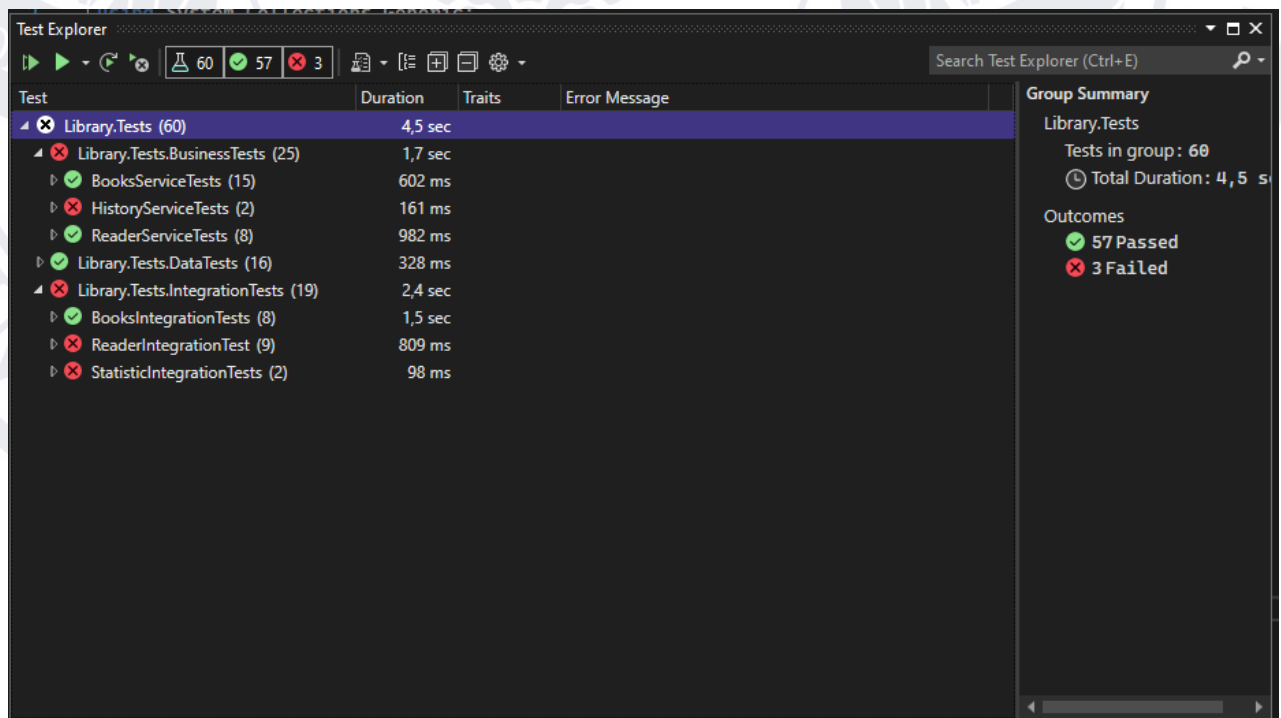 using System.Collections.Generic;
Test Explorer
60 57 3 Search Test Explorer (Ctrl+E)
Test Duration Traits Error Message
Library.Tests (60) 4,5 sec
Library.Tests.BusinessTests (25) 1,7 sec
BooksServiceTests (15) 602 ms
HistoryServiceTests (2) 161 ms
ReaderServiceTests (8) 982 ms
Library.Tests.DataTests (16) 328 ms
Library.Tests.IntegrationTests (19) 2,4 sec
BooksIntegrationTests (8) 1,5 sec
ReaderIntegrationTest (9) 809 ms
StatisticIntegrationTests (2) 98 ms
Group Summary
Library.Tests
Tests in group: 60
Total Duration: 4,5 s
Outcomes
57 Passed
3 Failed